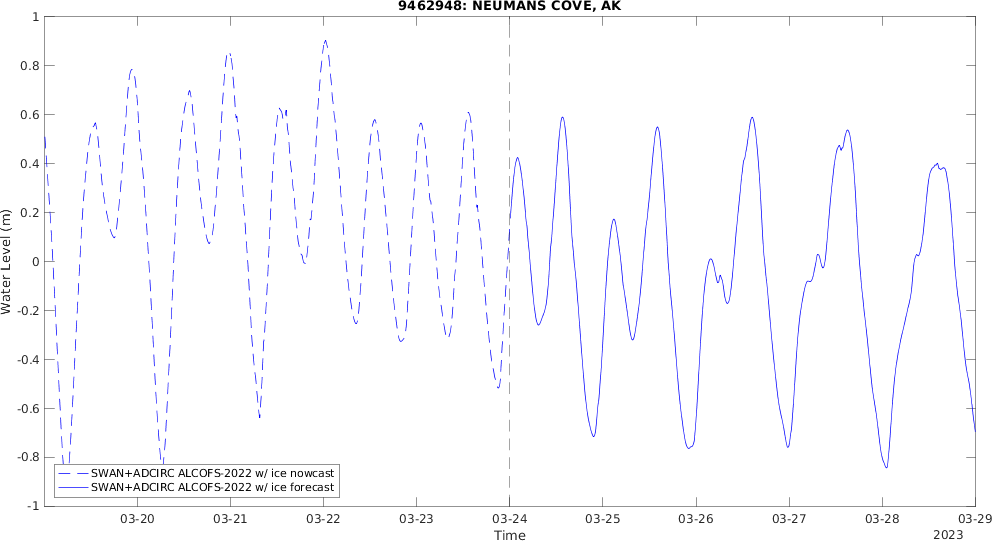 9462948: NEUMANS COVE, AK
Water Level (m)
1
0.8
0.6
0.4
0.2
0
-0.2
-0.4
-0.6
-0.8
-1
SWAN+ADCIRC ALCOFS-2022 w/ ice nowcast
SWAN+ADCIRC ALCOFS-2022 w/ ice forecast
03-20 03-21 03-22 03-23 03-24 03-25 03-26 03-27 03-28 03-29
Time
2023